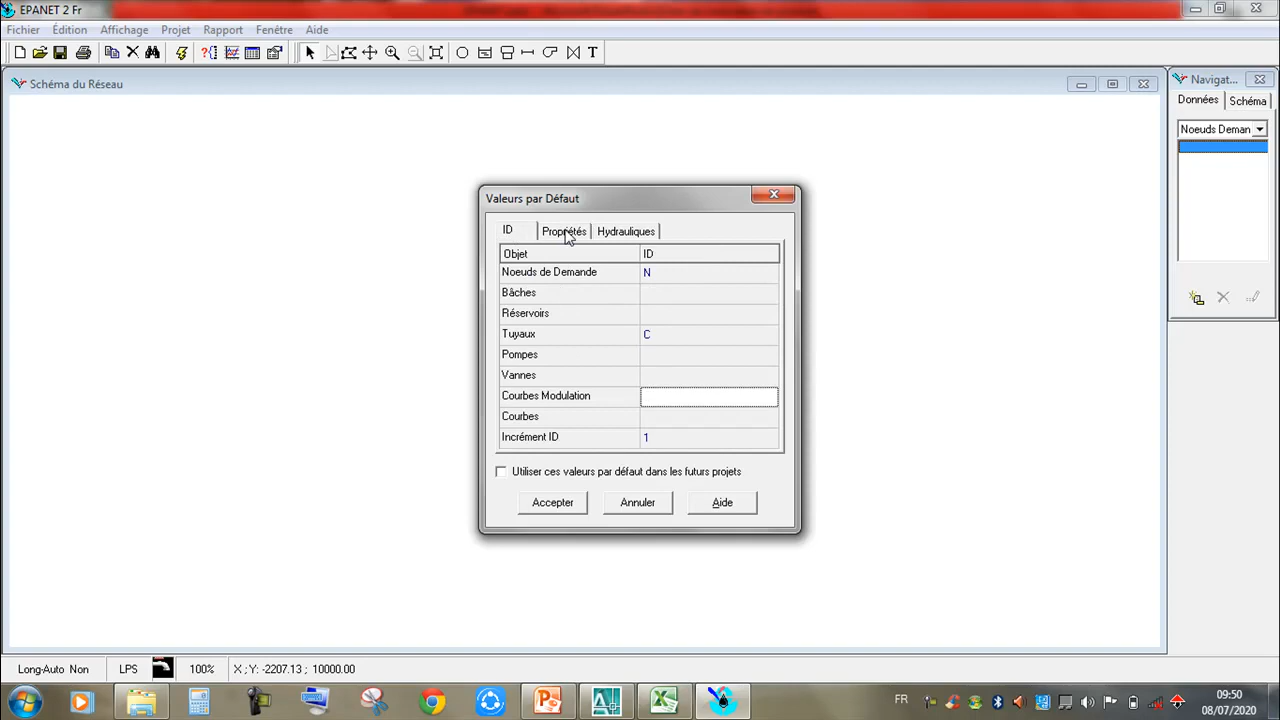 EPANET 2 Fr
Fichier Édition Affichage Projet Rapport Fenêtre Aide
Schéma du Réseau
Navigat...
Données Schéma
Noeuds Deman
Valeurs par Défaut
ID Propriétés Hydrauliques
Objet ID
Noeuds de Demande N
Bâches
Réservoirs
Tuyaux C
Pompes
Vannes
Courbes Modulation
Courbes
Incrément ID 1
Utiliser ces valeurs par défaut dans les futurs projets
Accepter Annuler Aide
Long-Auto Non LPS 100% X ; Y: -2207.13 ; 10000.00
FR
09:50
08/07/2020